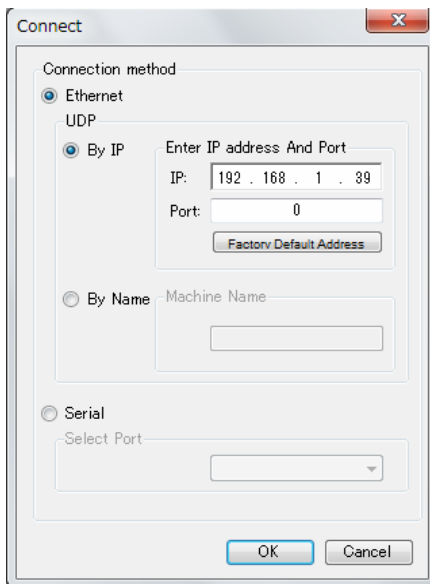 Connect
Connection method
Ethernet
UDP
By IP
Enter IP address And Port
IP: 192 . 168 . 1 . 39
Port: 0
Factory Default Address
By Name
Machine Name
Serial
Select Port
OK Cancel